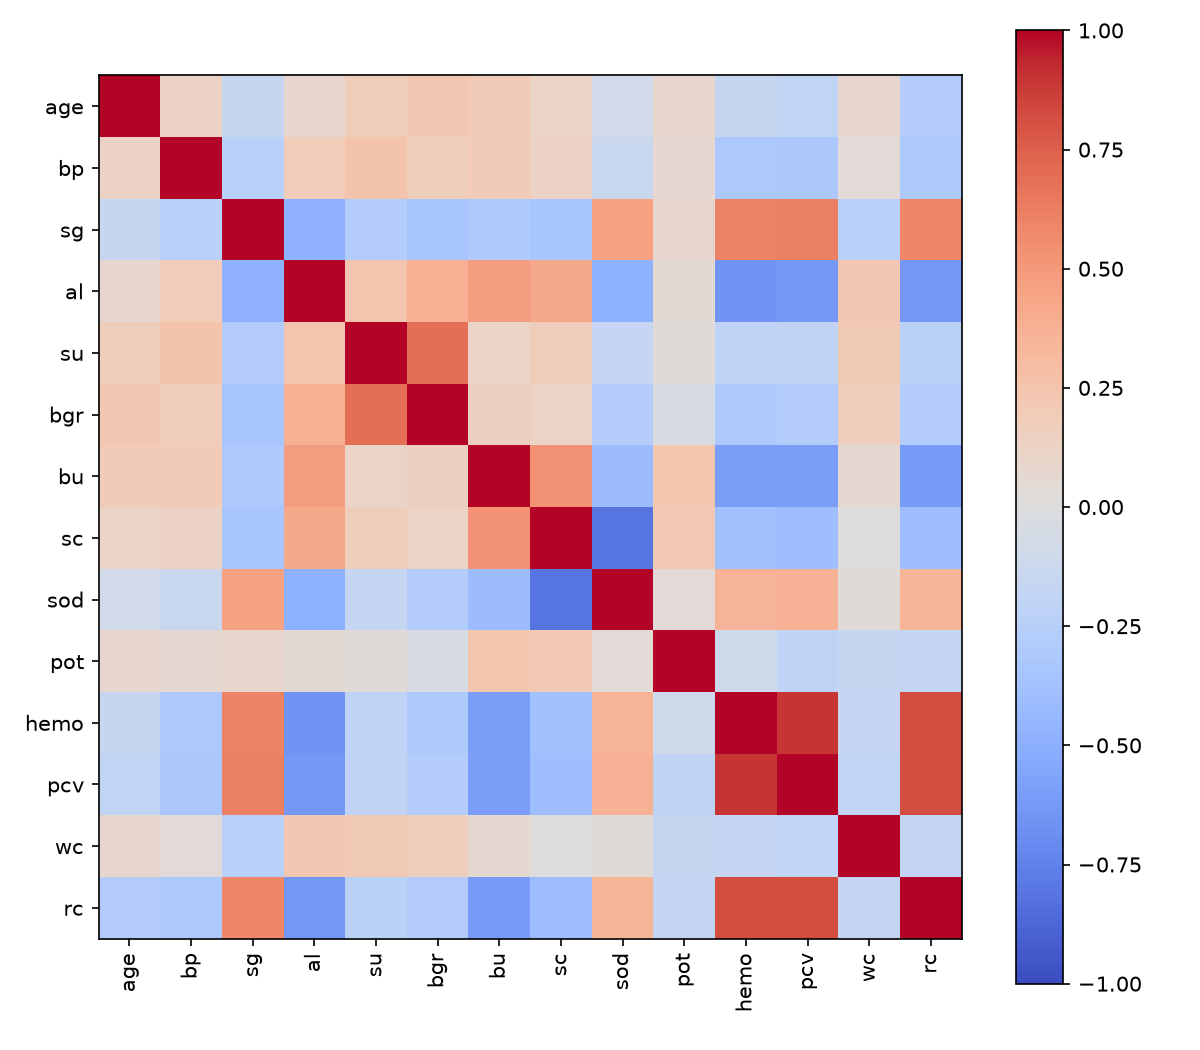 age
bp
sg
al
su
bgr
bu
sc
sod
pot
hemo
pcv
wc
rc
age bp sg al su bgr bu sc sod pot hemo pcv wc rc
1.00
0.75
0.50
0.25
0.00
−0.25
−0.50
−0.75
−1.00